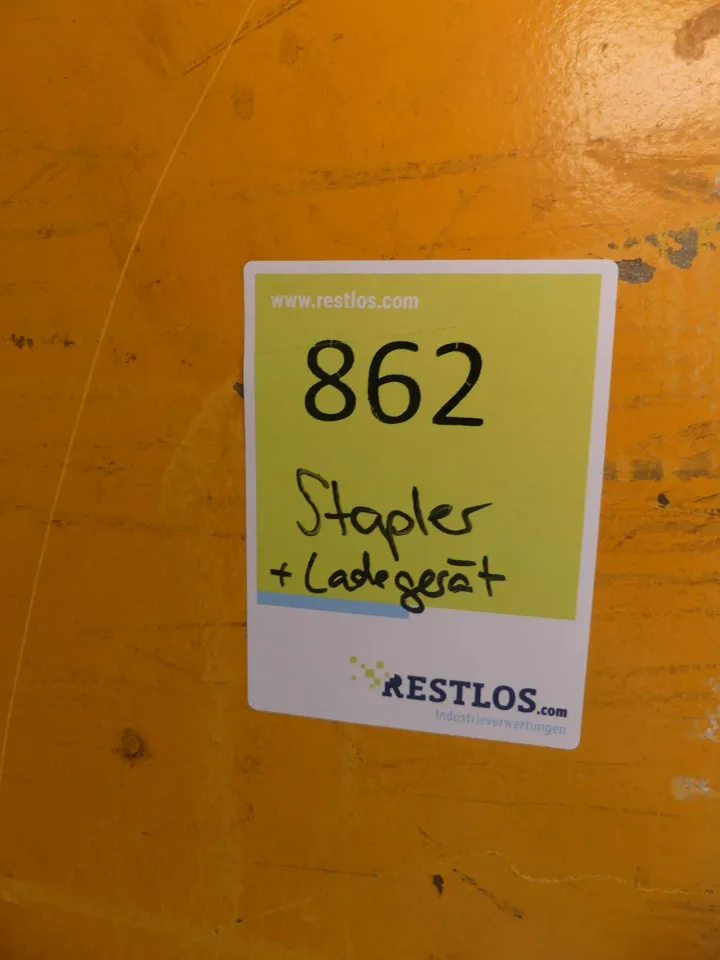 www.restlos.com
862
Stapler
+ Ladegerät
RESTLOS.com
industrieverwertungen